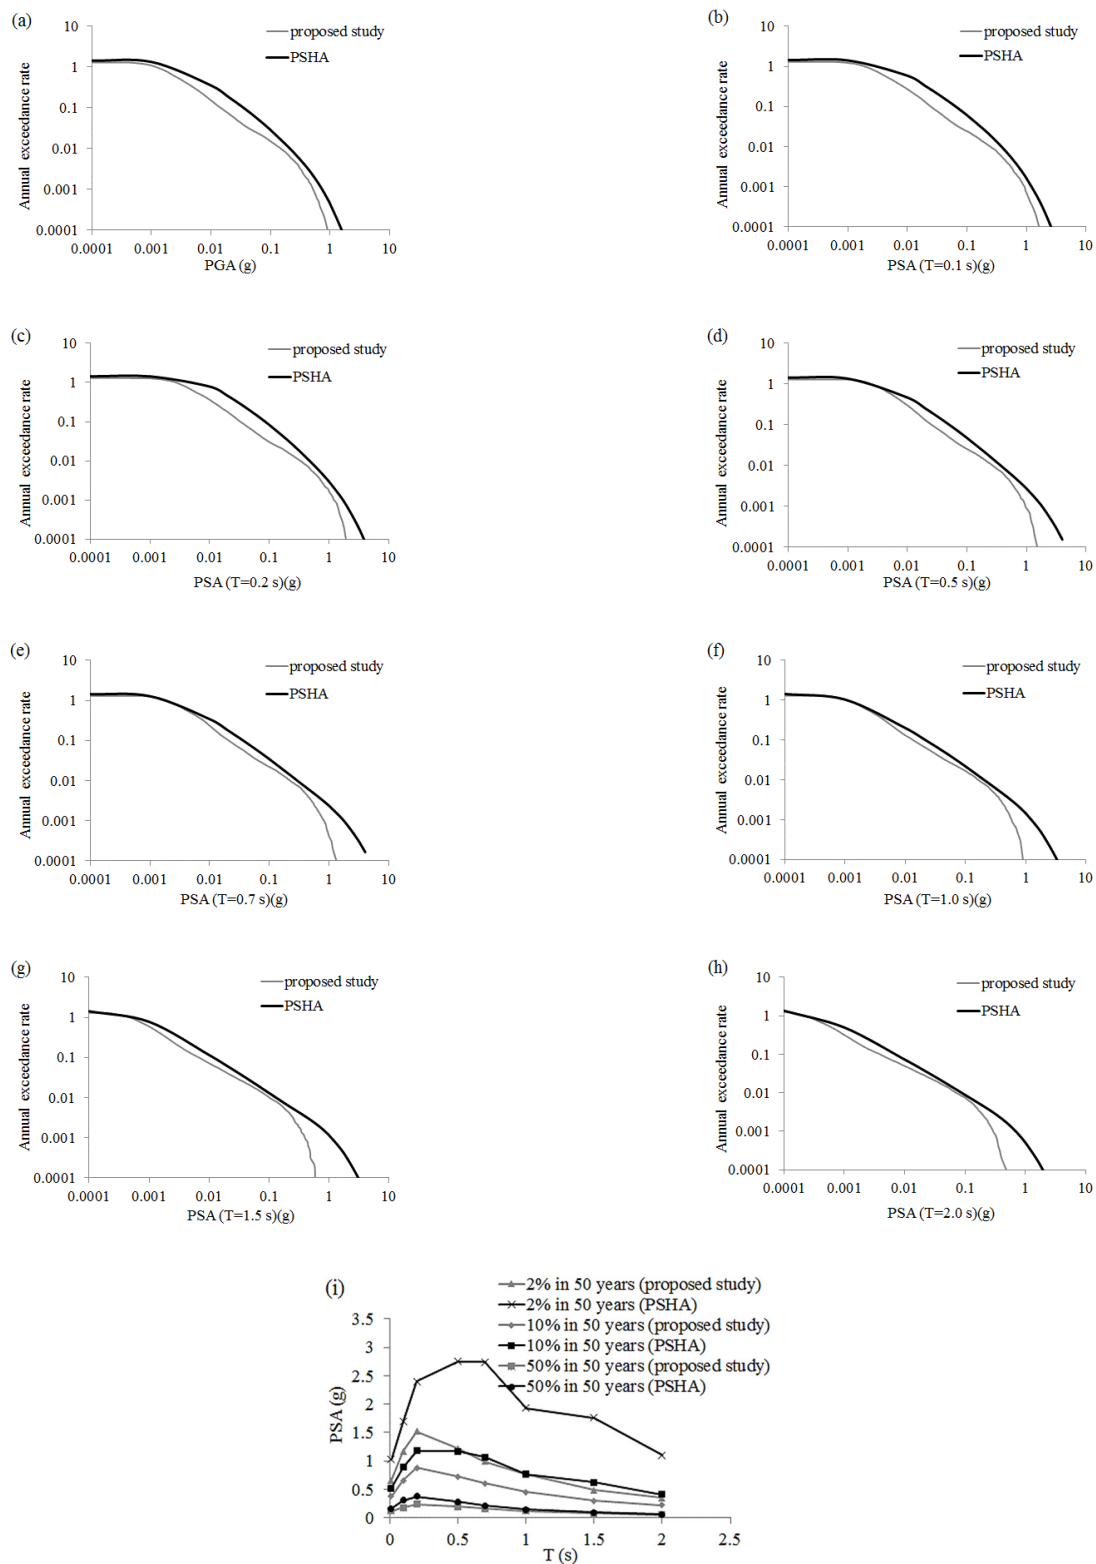 (a)
10
1
0.1
0.01
0.001
0.0001
Annual exceedance rate
proposed study
PSHA
0.0001 0.001 0.01 0.1 1 10
PGA (g)
(b)
10
1
0.1
0.01
0.001
0.0001
Annual exceedance rate
proposed study
PSHA
0.0001 0.001 0.01 0.1 1 10
PSA (T=0.1 s)(g)
(c)
10
1
0.1
0.01
0.001
0.0001
Annual exceedance rate
proposed study
PSHA
0.0001 0.001 0.01 0.1 1 10
PSA (T=0.2 s)(g)
(d)
10
1
0.1
0.01
0.001
0.0001
Annual exceedance rate
proposed study
PSHA
0.0001 0.001 0.01 0.1 1 10
PSA (T=0.5 s)(g)
(e)
10
1
0.1
0.01
0.001
0.0001
Annual exceedance rate
proposed study
PSHA
0.0001 0.001 0.01 0.1 1 10
PSA (T=0.7 s)(g)
(f)
10
1
0.1
0.01
0.001
0.0001
Annual exceedance rate
proposed study
PSHA
0.0001 0.001 0.01 0.1 1 10
PSA (T=1.0 s)(g)
(g)
10
1
0.1
0.01
0.001
0.0001
Annual exceedance rate
proposed study
PSHA
0.0001 0.001 0.01 0.1 1 10
PSA (T=1.5 s)(g)
(h)
10
1
0.1
0.01
0.001
0.0001
Annual exceedance rate
proposed study
PSHA
0.0001 0.001 0.01 0.1 1 10
PSA (T=2.0 s)(g)
(i)
2% in 50 years (proposed study)
2% in 50 years (PSHA)
10% in 50 years (proposed study)
10% in 50 years (PSHA)
50% in 50 years (proposed study)
50% in 50 years (PSHA)
3.5
3
2.5
2
1.5
1
0.5
0
PSA (g)
0 0.5 1 1.5 2 2.5
T (s)